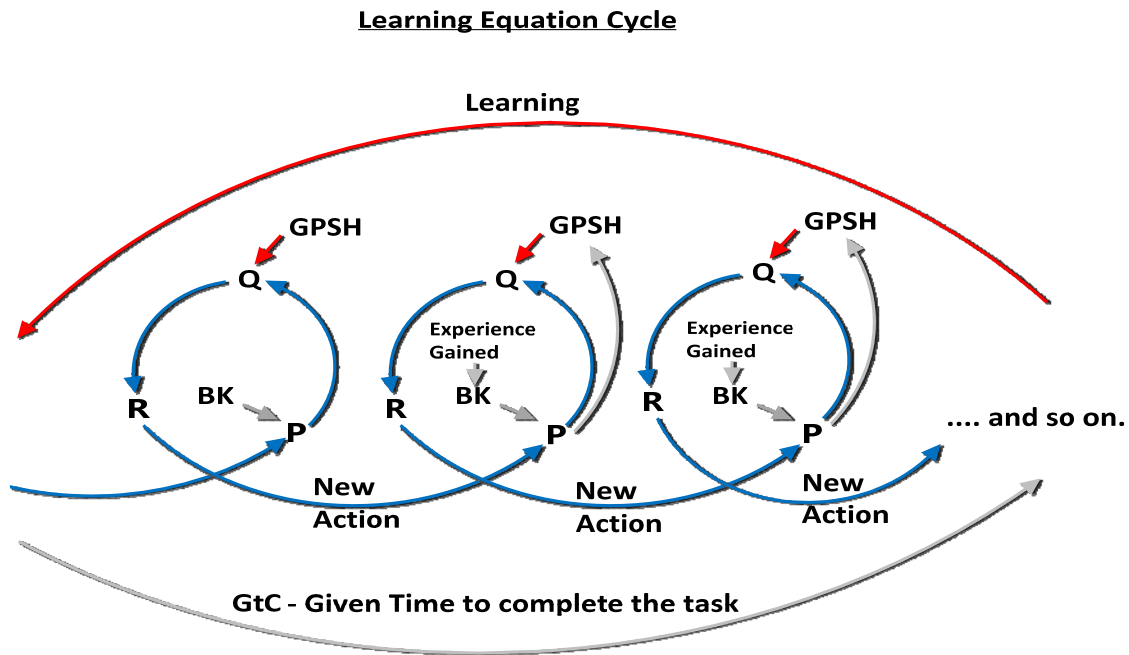 Learning Equation Cycle
Learning
GPSH
GPSH
GPSH
Q
Q
Q
Experience
Gained
Experience
Gained
R
BK
P
R
BK
P
R
BK
P
.... and so on.
New
Action
New
Action
New
Action
GtC - Given Time to complete the task